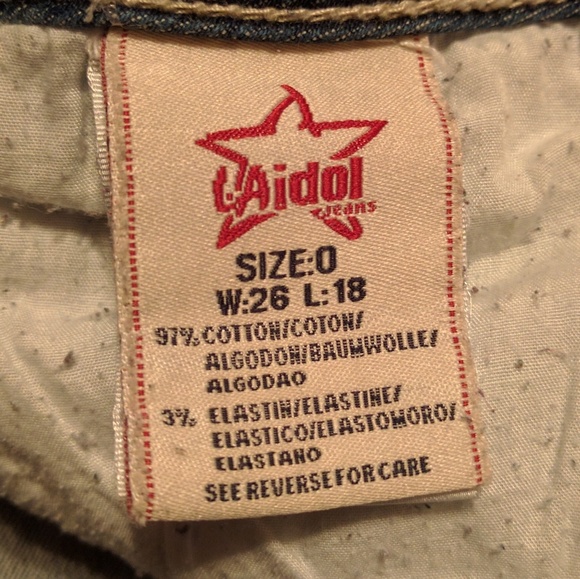 L'Aidol
Jeans
SIZE:0
W:26 L:18
97% COTTON/COTON/
ALGODON/BAUMWOLLE/
ALGODAO
3% ELASTIN/ELASTINE/
ELASTICO/ELASTOMORO/
ELASTANO
SEE REVERSE FOR CARE